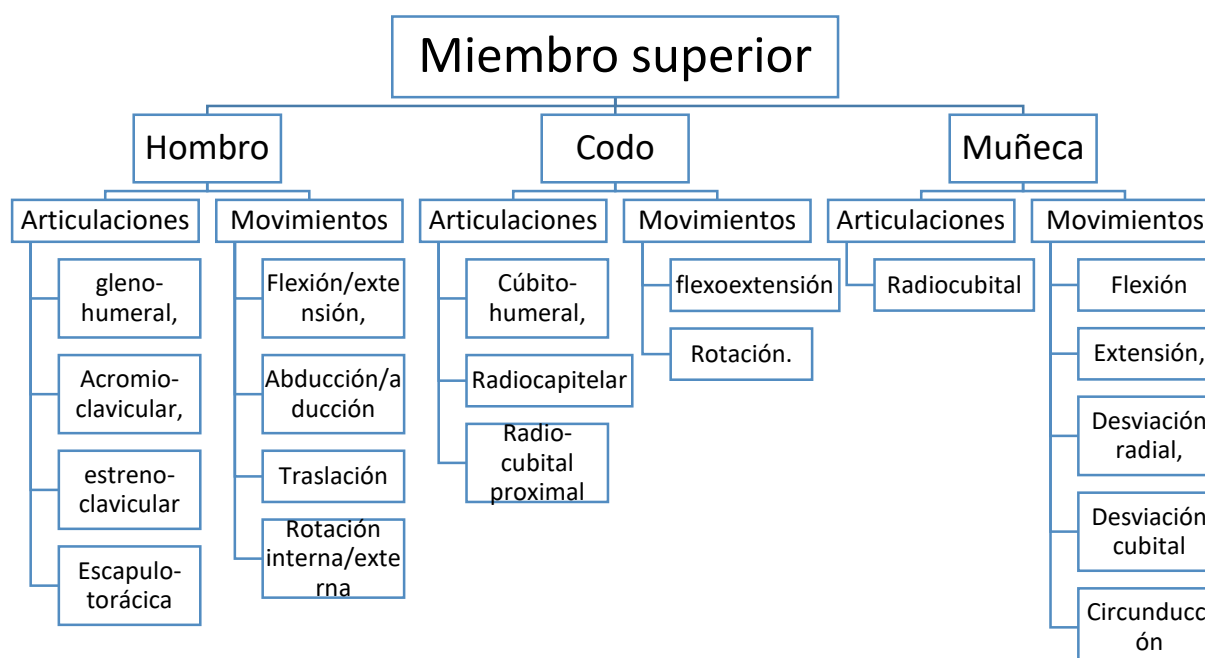 Miembro superior
Hombro
Articulaciones
gleno-
humeral,
Acromio-
clavicular,
estreno-
clavicular
Escapulo-
torácica
Movimientos
Flexión/exte
nsión,
Abducción/a
ducción
Traslación
Rotación
interna/exte
rna
Codo
Articulaciones
Cúbito-
humeral,
Radiocapitelar
Radio-
cubital
proximal
Movimientos
flexoextensión
Rotación.
Muñeca
Articulaciones
Radiocubital
Movimientos
Flexión
Extensión,
Desviación
radial,
Desviación
cubital
Circunducci
ón